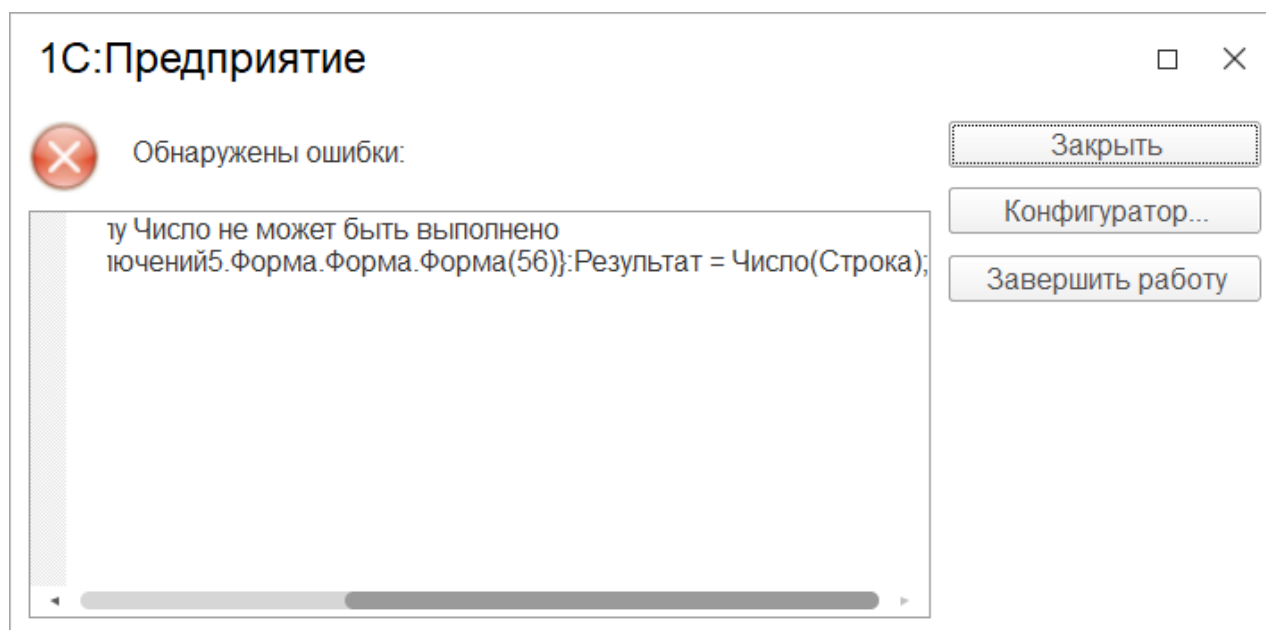 1С:Предприятие
Обнаружены ошибки:
Закрыть
Конфигуратор...
Завершить работу
Число не может быть выполнено
лючений5.Форма.Форма.Форма(56)}:Результат = Число(Строка);